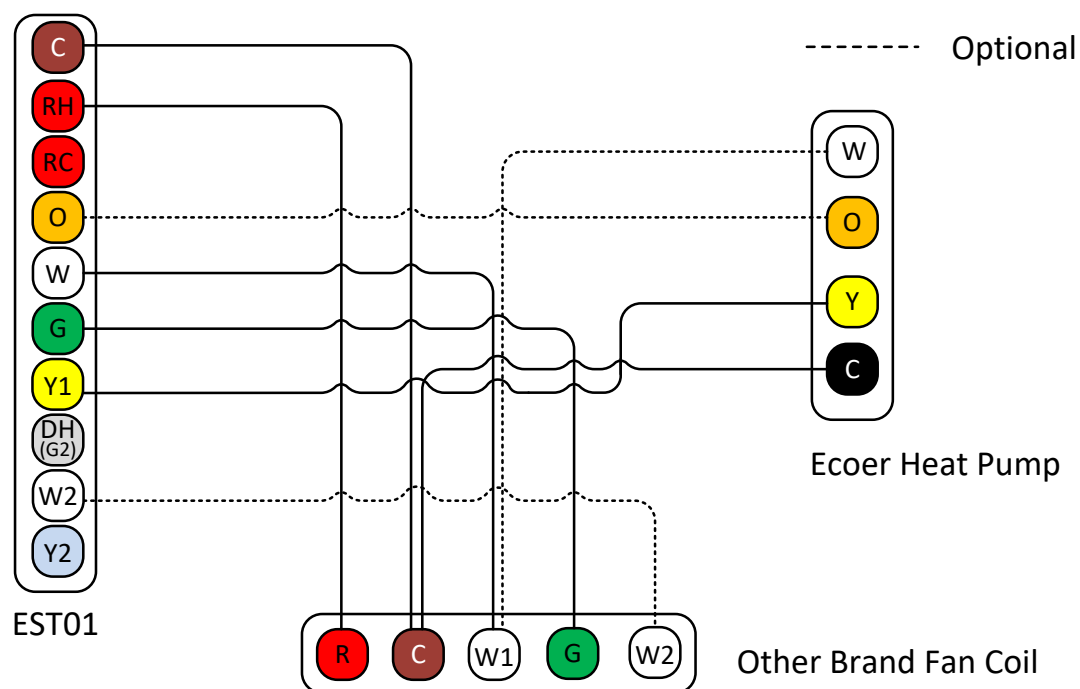 C
RH
RC
O
W
G
Y1
DH
(G2)
W2
Y2
EST01
Optional
W
O
Y
C
Ecoer Heat Pump
R
C
W1
G
W2
Other Brand Fan Coil